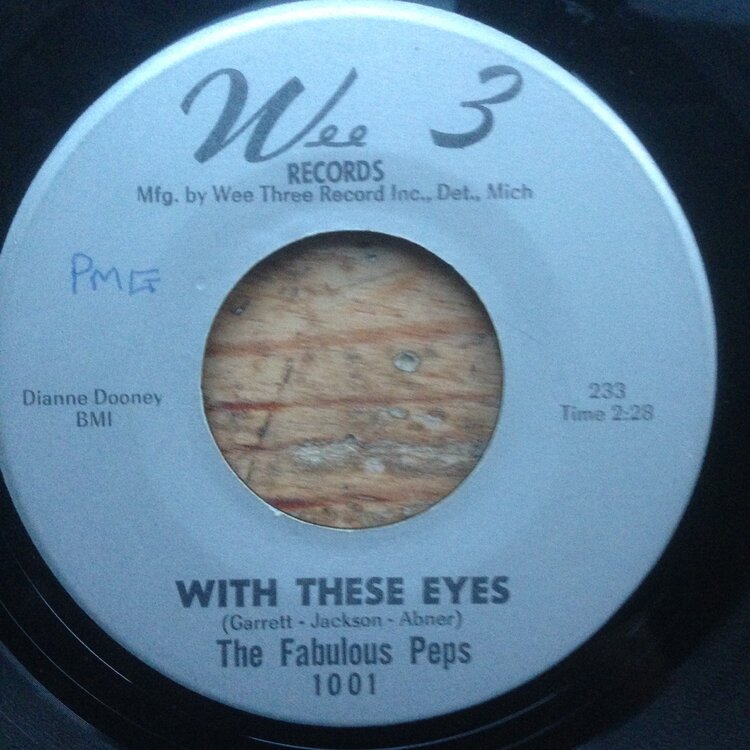 Wee 3
RECORDS
Mfg. by Wee Three Record Inc., Det., Mich
PMG
Dianne Dooney
BMI
233
Time 2:28
WITH THESE EYES
(Garrett - Jackson - Abner)
The Fabulous Peps
1001